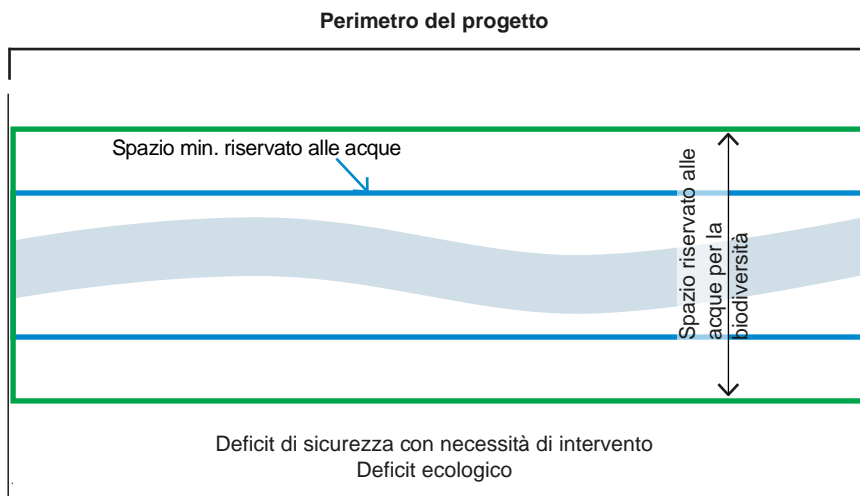 Perimetro del progetto
Spazio min. riservato alle acque
Spazio riservato alle
acque per la
biodiversità
Deficit di sicurezza con necessità di intervento
Deficit ecologico